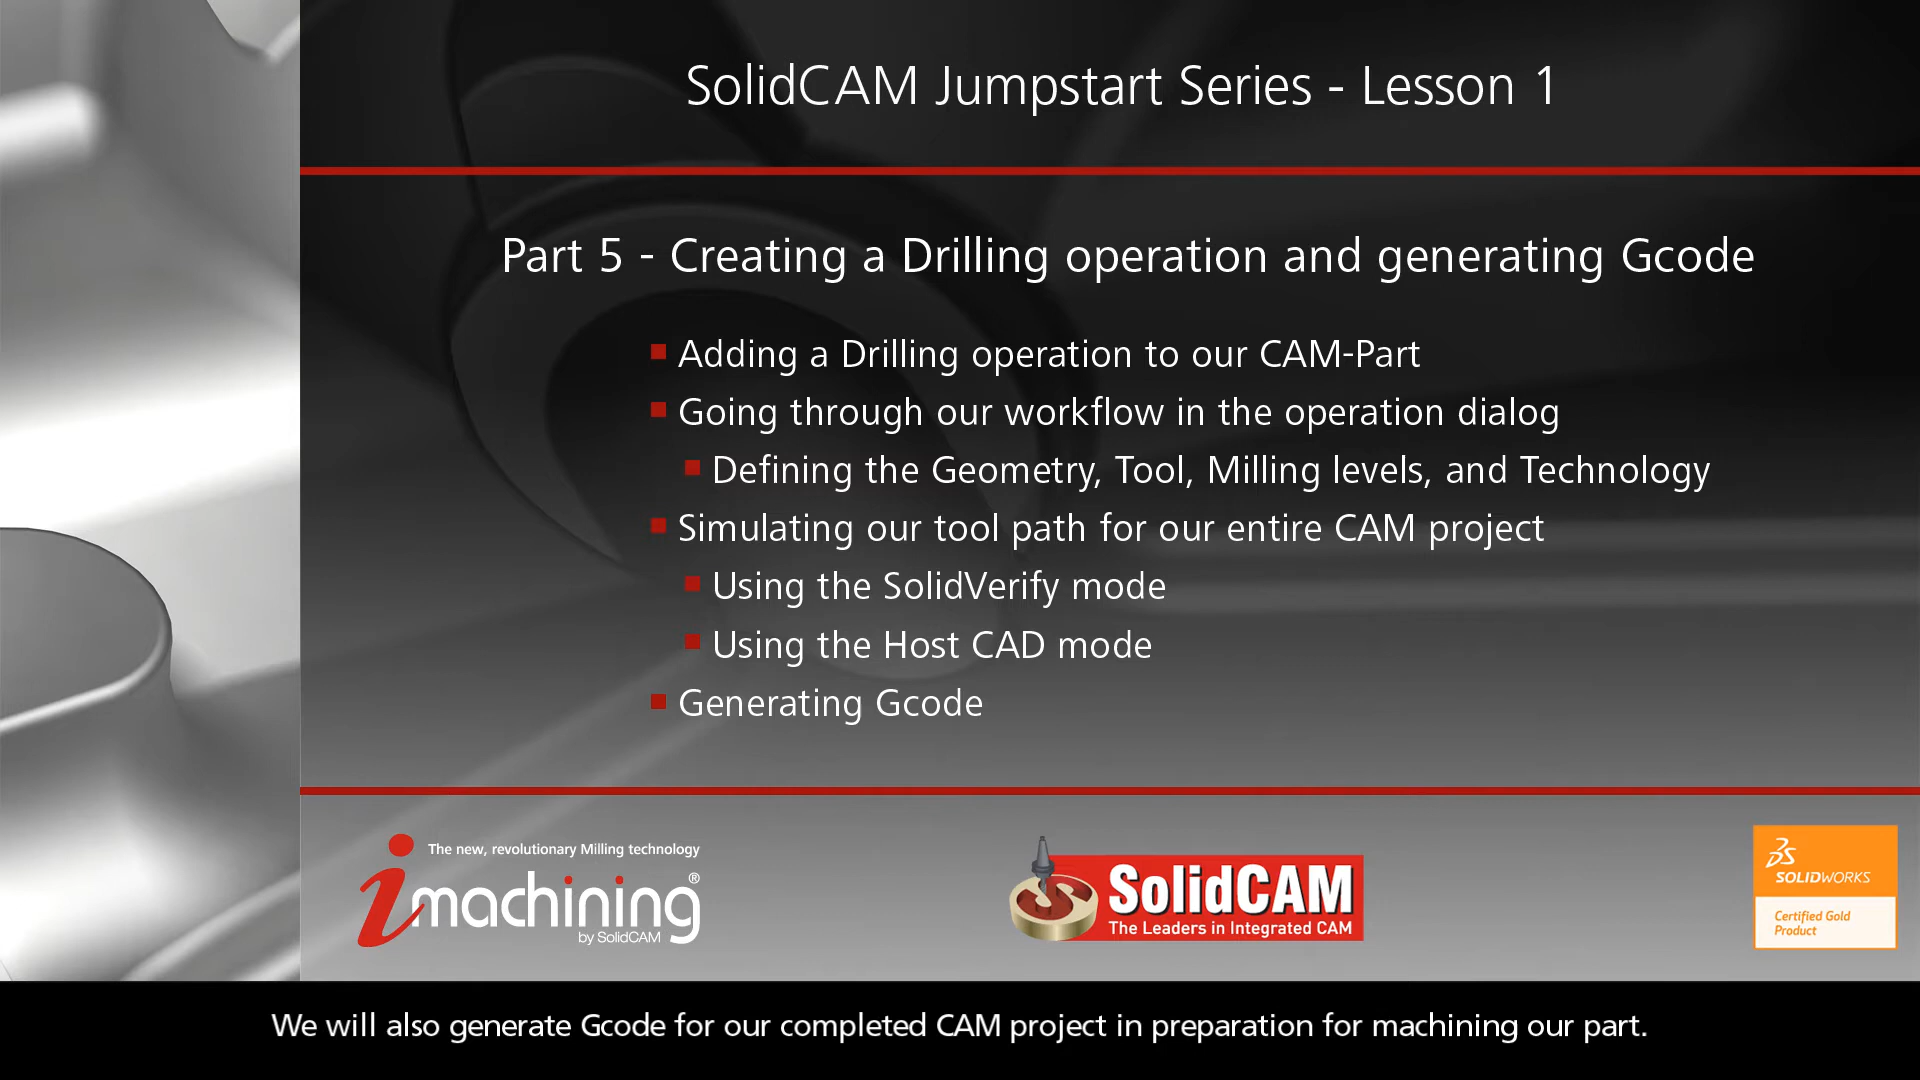 SolidCAM Jumpstart Series - Lesson 1
Part 5 - Creating a Drilling operation and generating Gcode
Adding a Drilling operation to our CAM-Part
Going through our workflow in the operation dialog
Defining the Geometry, Tool, Milling levels, and Technology
Simulating our tool path for our entire CAM project
Using the SolidVerify mode
Using the Host CAD mode
Generating Gcode
The new, revolutionary Milling technology
imachining®
by SolidCAM
SolidCAM
The Leaders in Integrated CAM
SOLIDWORKS
Certified Gold
Product
We will also generate Gcode for our completed CAM project in preparation for machining our part.